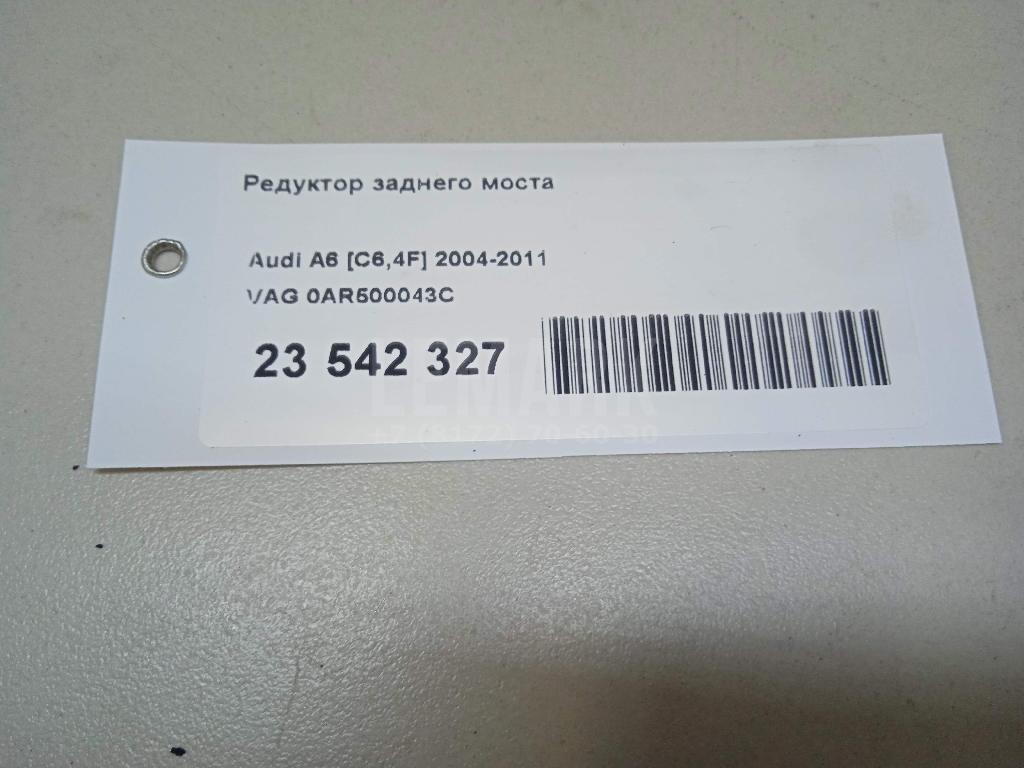 Редуктор заднего моста
Audi A6 [C6,4F] 2004-2011
VAG 0AR500043C
23 542 327